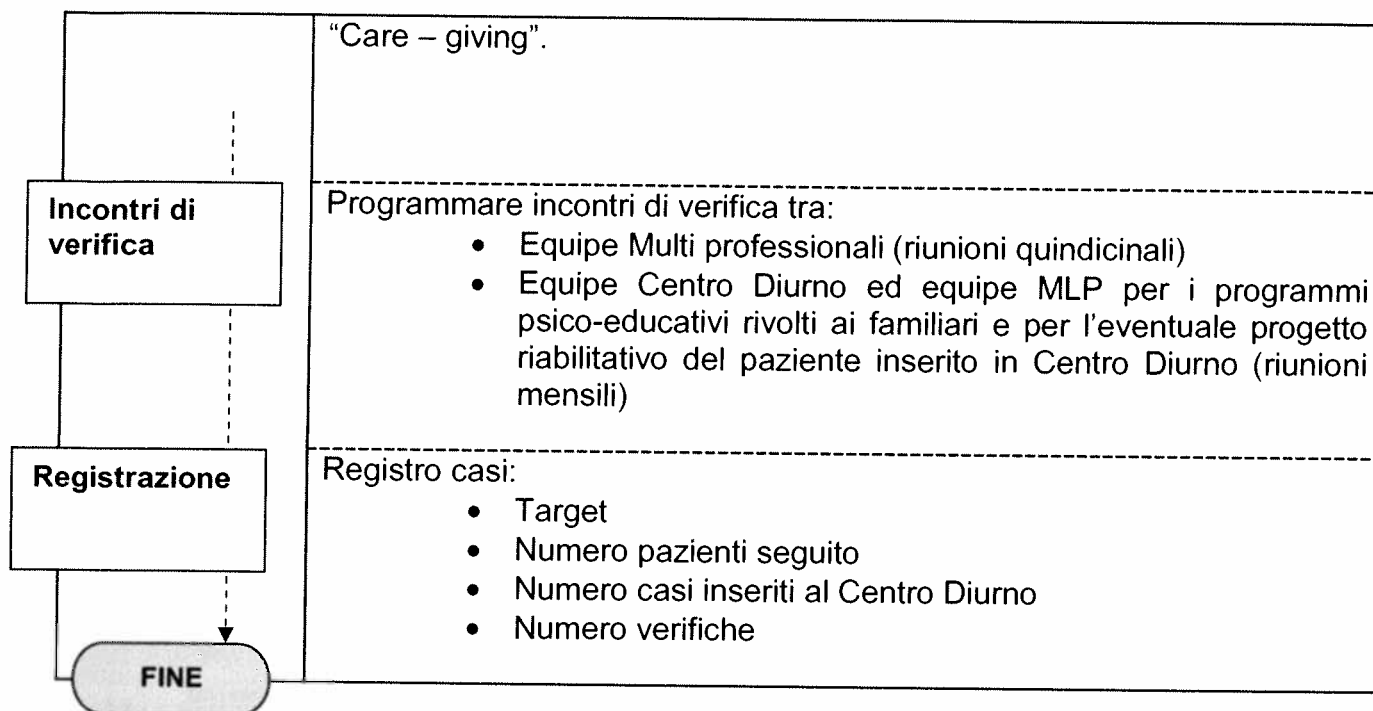 “Care – giving”.
Incontri di
verifica
Programmare incontri di verifica tra:
• Equipe Multi professionali (riunioni quindicinali)
• Equipe Centro Diurno ed equipe MLP per i programmi
psico-educativi rivolti ai familiari e per l’eventuale progetto
riabilitativo del paziente inserito in Centro Diurno (riunioni
mensili)
Registrazione
Registro casi:
• Target
• Numero pazienti seguito
• Numero casi inseriti al Centro Diurno
• Numero verifiche
FINE